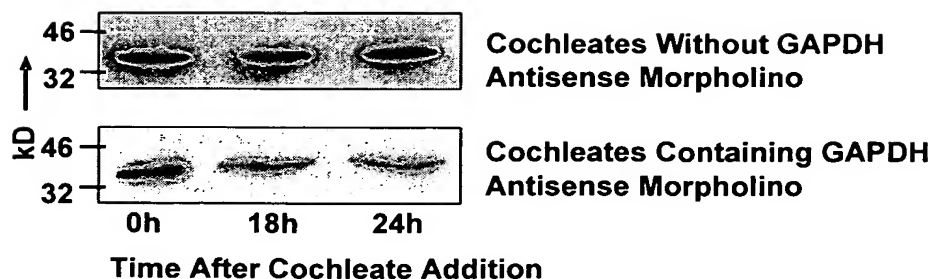 46
32
Cochleates Without GAPDH
Antisense Morpholino
kD
46
32
Cochleates Containing GAPDH
Antisense Morpholino
0h 18h 24h
Time After Cochleate Addition